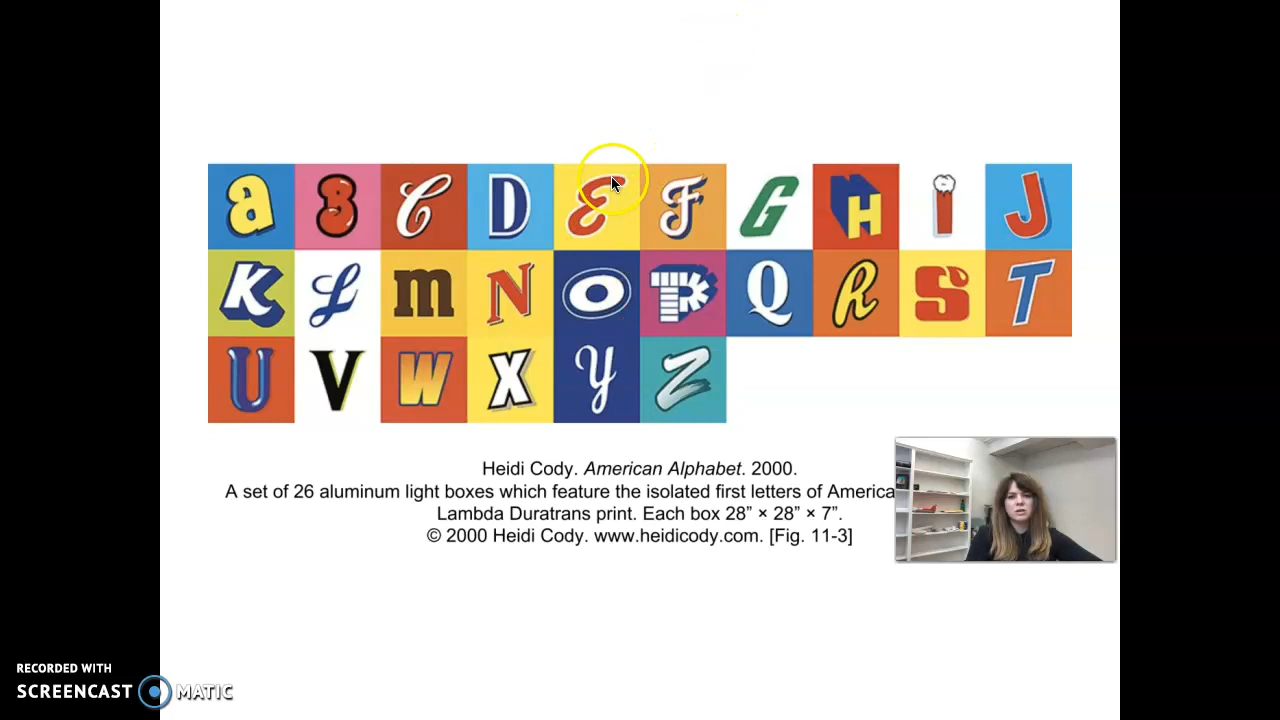 a B C D E F G H i J
K L m N O P Q R S T
U V W X Y Z
Heidi Cody. American Alphabet. 2000.
A set of 26 aluminum light boxes which feature the isolated first letters of America
Lambda Duratrans print. Each box 28” × 28” × 7”.
© 2000 Heidi Cody. www.heidicody.com. [Fig. 11-3]
RECORDED WITH
SCREENCAST MATIC